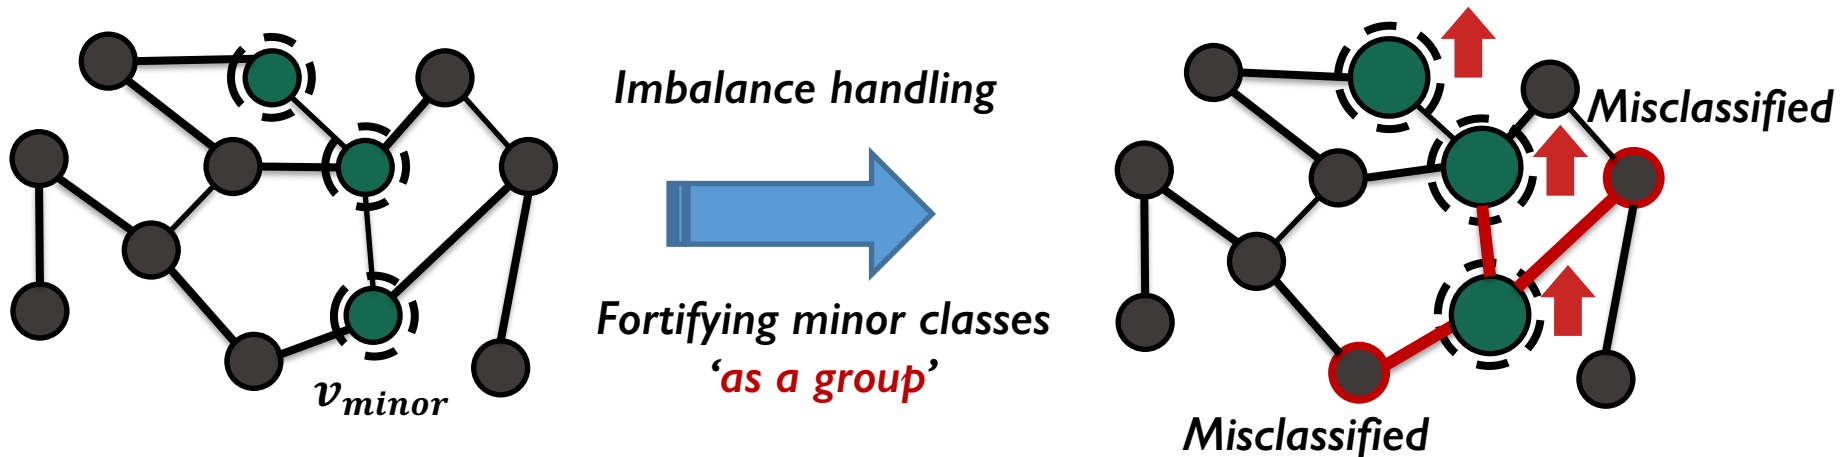 Imbalance handling
Fortifying minor classes
‘as a group’
v_minor
Misclassified
Misclassified